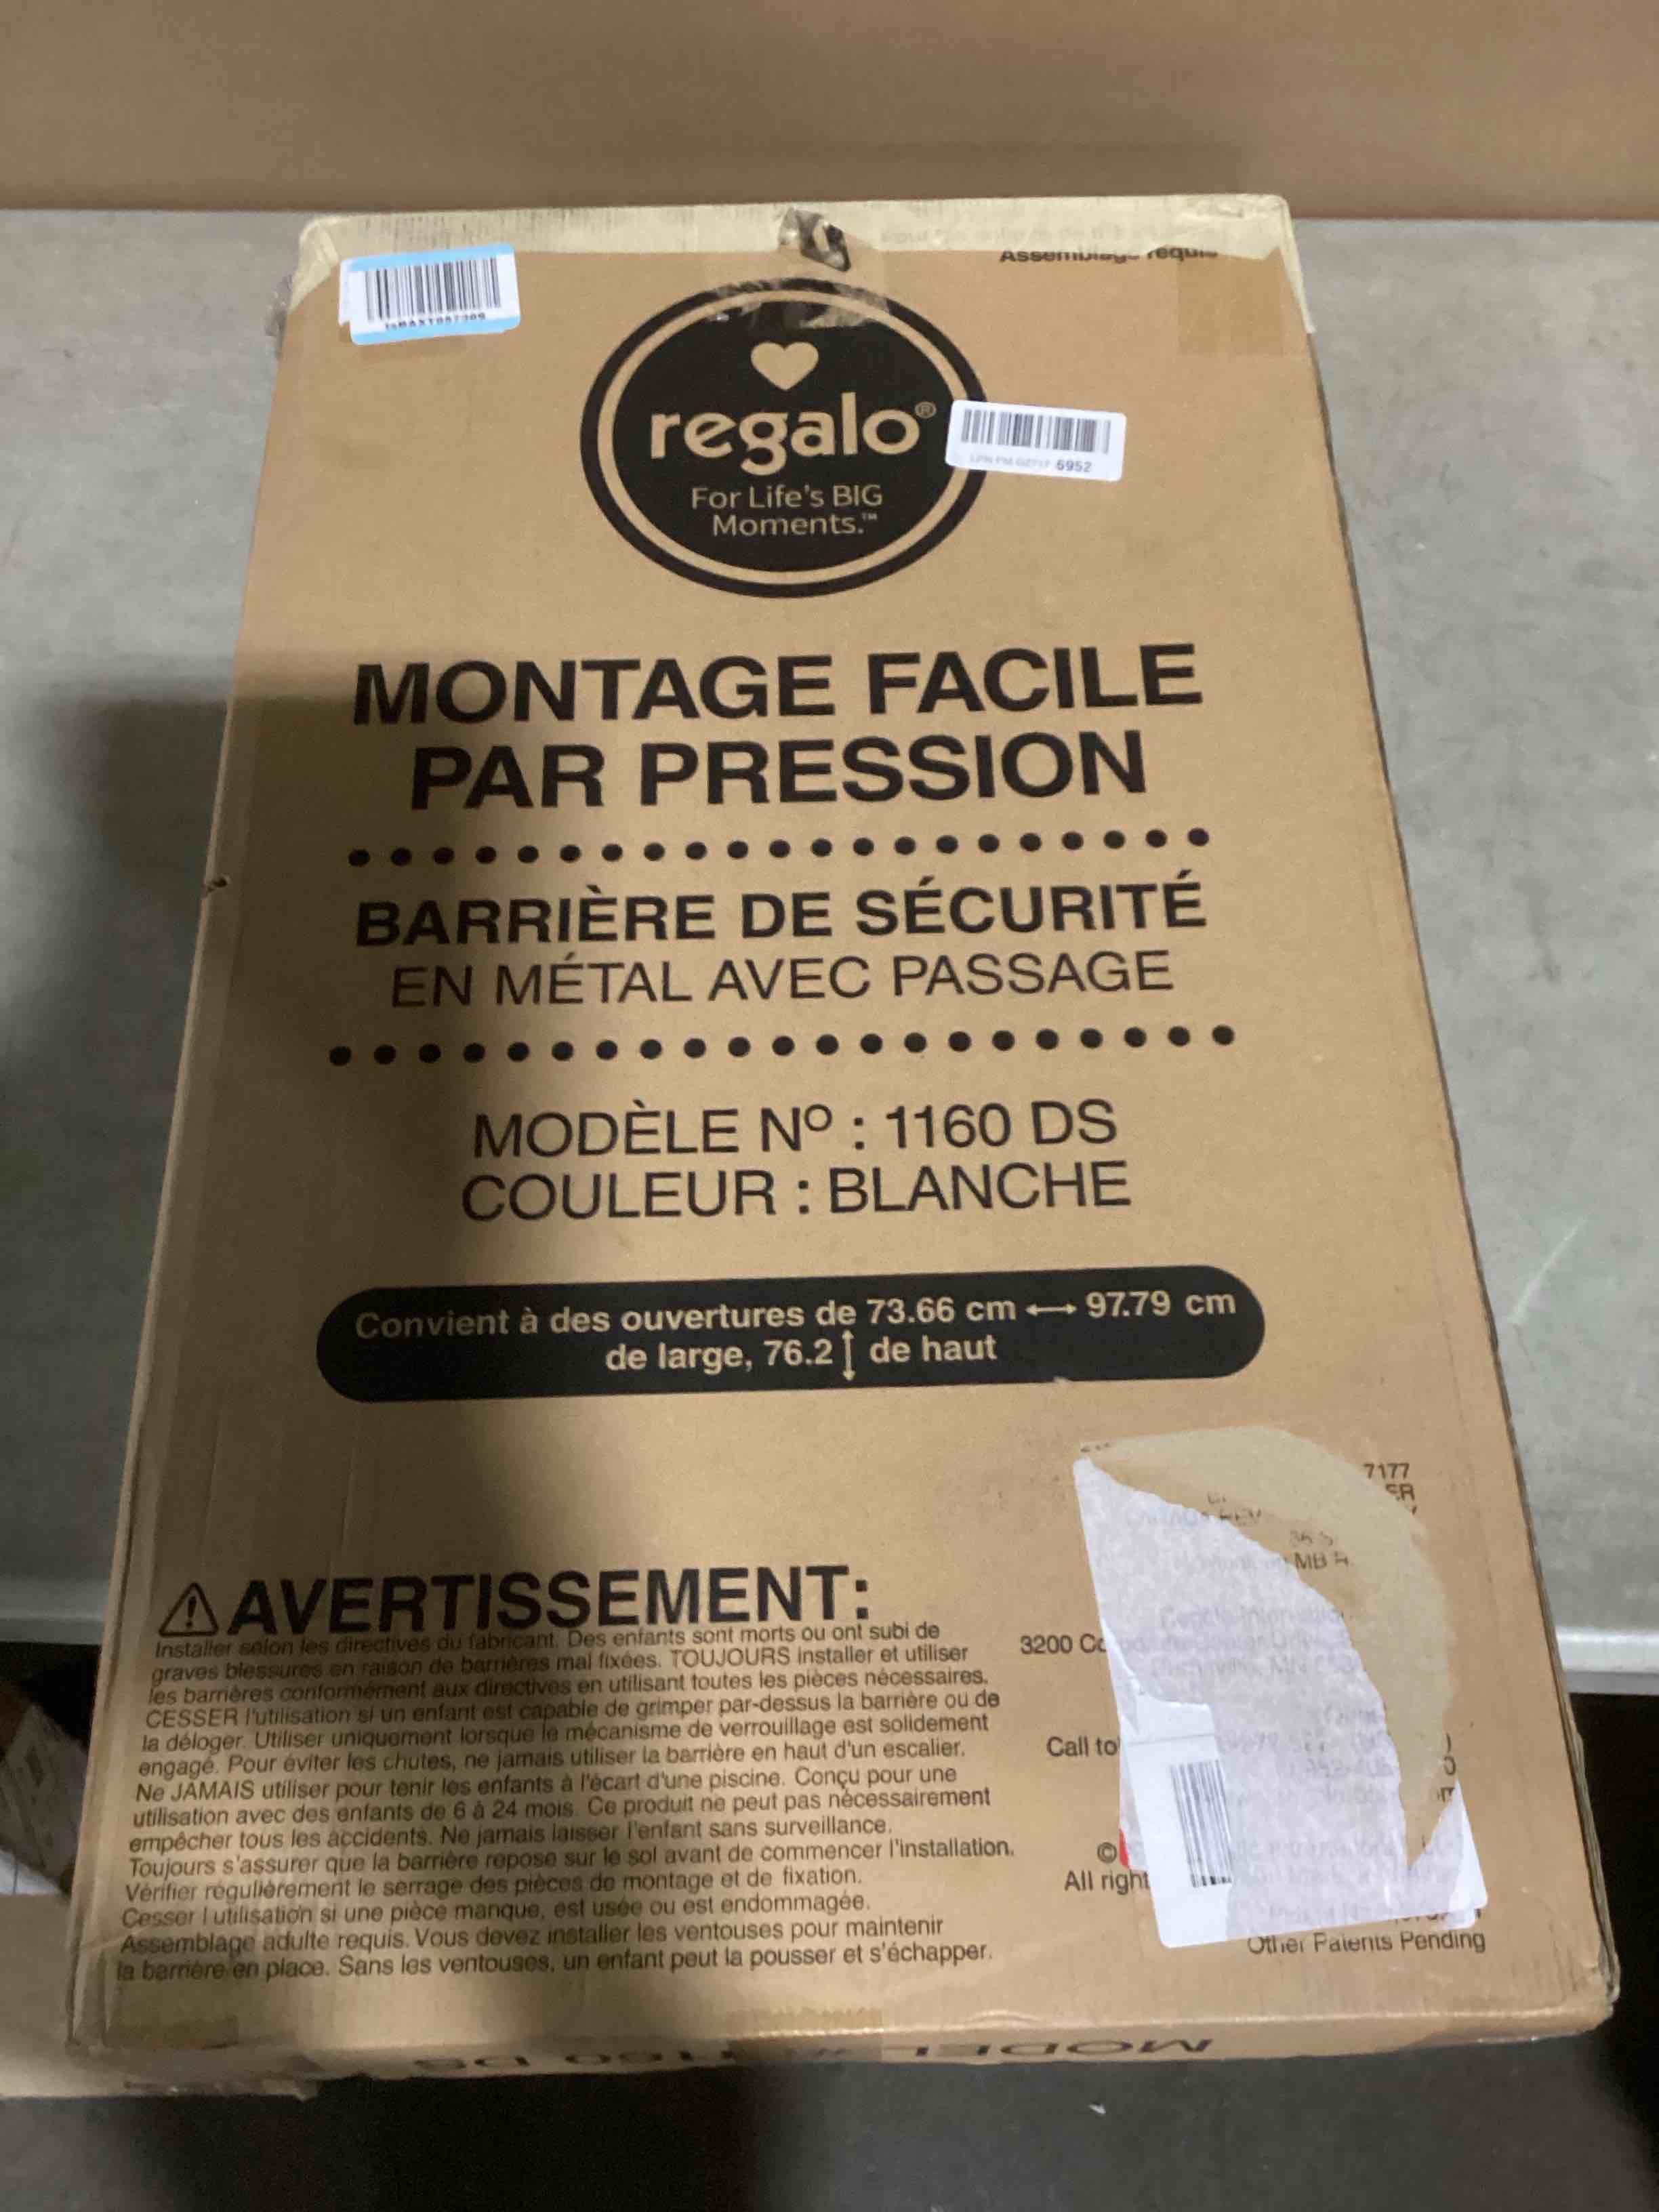 Assemblage requis
regalo®
For Life's BIG
Moments.™
6952
MONTAGE FACILE
PAR PRESSION
BARRIÈRE DE SÉCURITÉ
EN MÉTAL AVEC PASSAGE
MODÈLE Nº : 1160 DS
COULEUR : BLANCHE
Convient à des ouvertures de 73.66 cm ⟷ 97.79 cm
de large, 76.2 ↕ de haut
7177
ER
MB
⚠ AVERTISSEMENT:
Installer selon les directives du fabricant. Des enfants sont morts ou ont subi de
graves blessures en raison de barrières mal fixées. TOUJOURS installer et utiliser
les barrières conformément aux directives en utilisant toutes les pièces nécessaires.
CESSER l'utilisation si un enfant est capable de grimper par-dessus la barrière ou de
la déloger. Utiliser uniquement lorsque le mécanisme de verrouillage est solidement
engagé. Pour éviter les chutes, ne jamais utiliser la barrière en haut d'un escalier.
Ne JAMAIS utiliser pour tenir les enfants à l'écart d'une piscine. Conçu pour une
utilisation avec des enfants de 6 à 24 mois. Ce produit ne peut pas nécessairement
empêcher tous les accidents. Ne jamais laisser l'enfant sans surveillance.
Toujours s'assurer que la barrière repose sur le sol avant de commencer l'installation.
Vérifier régulièrement le serrage des pièces de montage et de fixation.
Cesser l'utilisation si une pièce manque, est usée ou est endommagée.
Assemblage adulte requis. Vous devez installer les ventouses pour maintenir
la barrière en place. Sans les ventouses, un enfant peut la pousser et s'échapper.
3200
Call to
©
All right
Other Patents Pending
MODEL #: 1160 DS